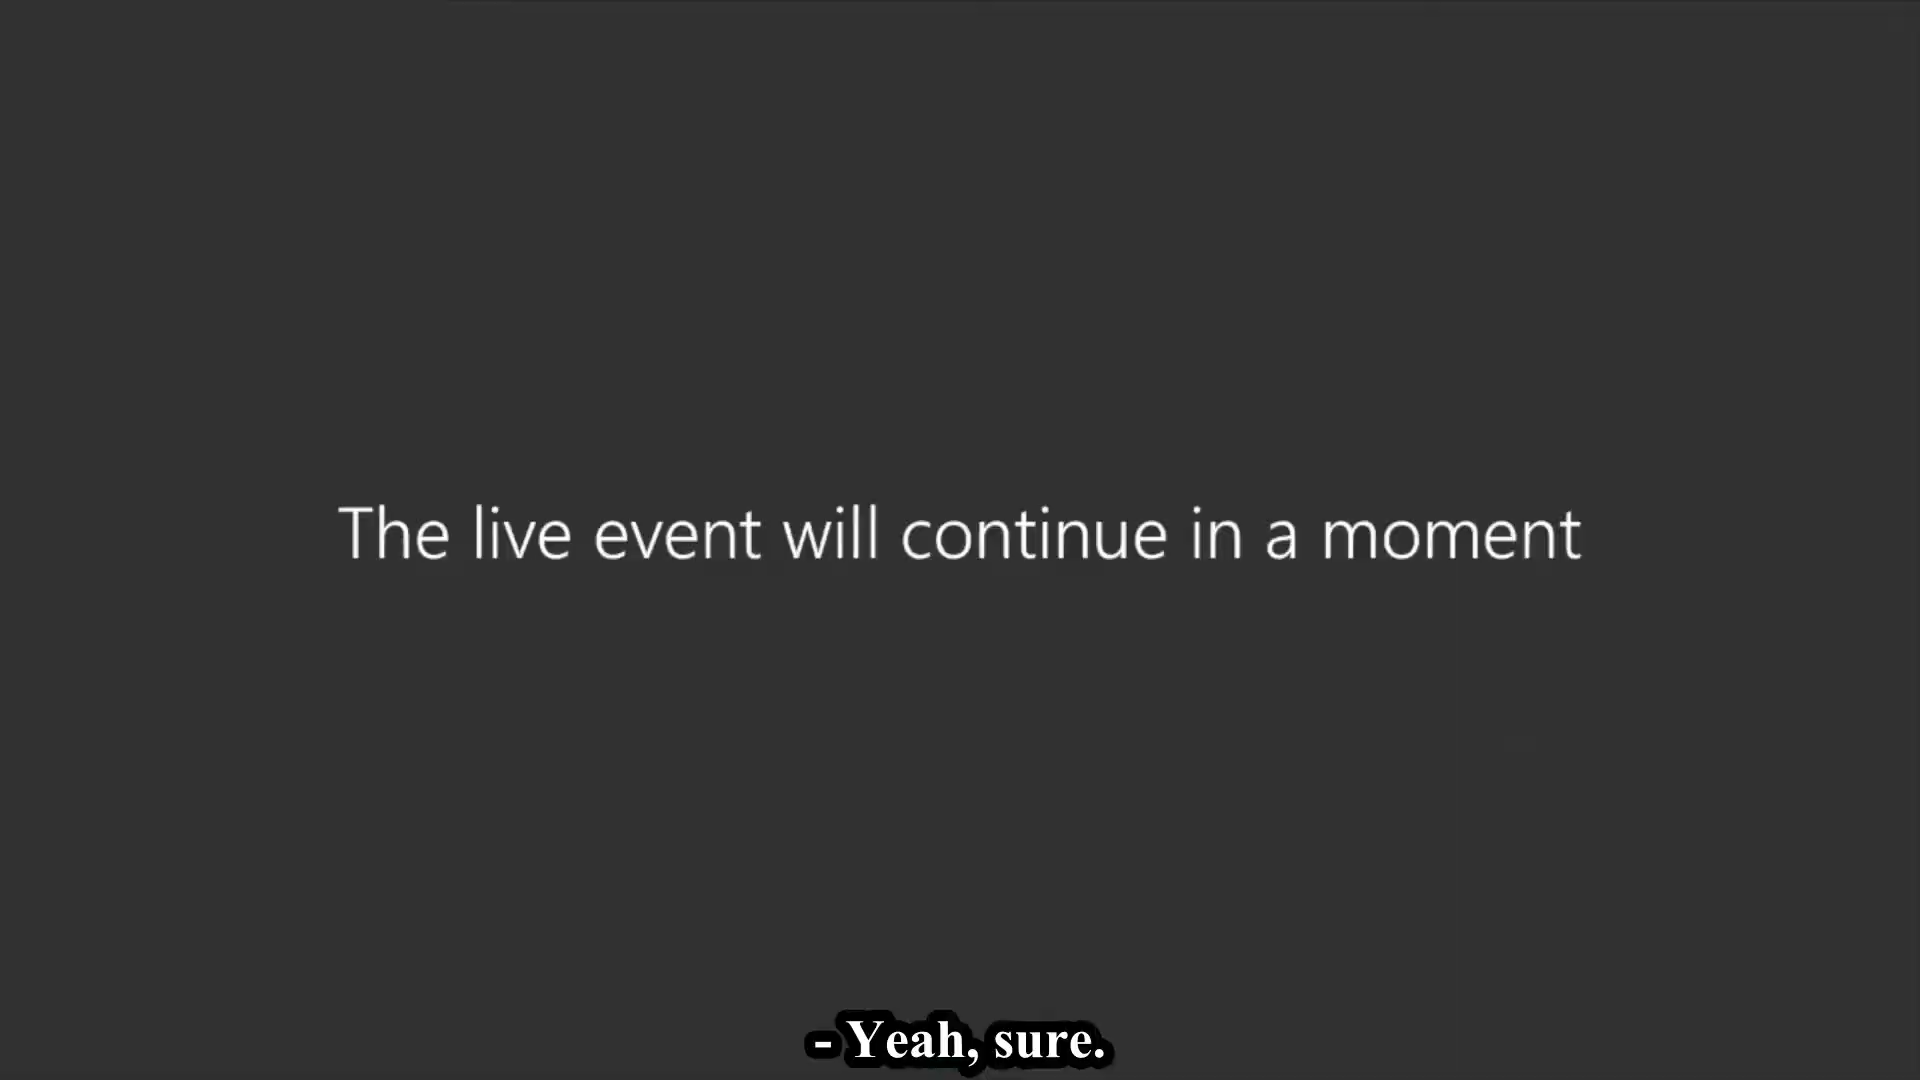 The live event will continue in a moment
- Yeah, sure.